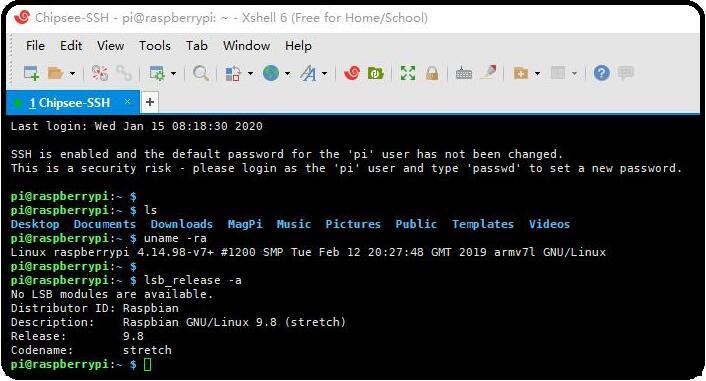 Chipsee-SSH - pi@raspberrypi: ~ - Xshell 6 (Free for Home/School)
File Edit View Tools Tab Window Help
1 Chipsee-SSH × +
Last login: Wed Jan 15 08:18:30 2020
SSH is enabled and the default password for the 'pi' user has not been changed.
This is a security risk - please login as the 'pi' user and type 'passwd' to set a new password.
pi@raspberrypi:~ $
pi@raspberrypi:~ $ ls
Desktop Documents Downloads MagPi Music Pictures Public Templates Videos
pi@raspberrypi:~ $ uname -ra
Linux raspberrypi 4.14.98-v7+ #1200 SMP Tue Feb 12 20:27:48 GMT 2019 armv7l GNU/Linux
pi@raspberrypi:~ $
pi@raspberrypi:~ $ lsb_release -a
No LSB modules are available.
Distributor ID: Raspbian
Description: Raspbian GNU/Linux 9.8 (stretch)
Release: 9.8
Codename: stretch
pi@raspberrypi:~ $